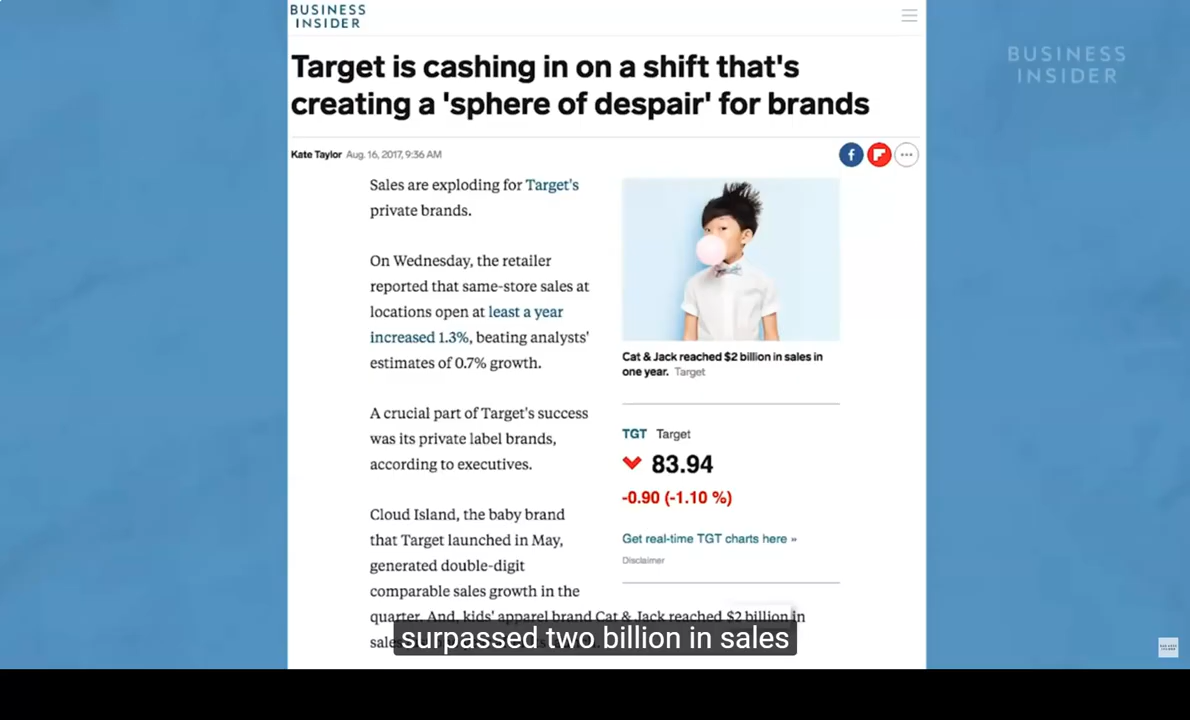 BUSINESS
INSIDER
BUSINESS
INSIDER
Target is cashing in on a shift that's
creating a 'sphere of despair' for brands
Kate Taylor Aug. 16, 2017, 9:36 AM
Sales are exploding for Target's
private brands.
On Wednesday, the retailer
reported that same-store sales at
locations open at least a year
increased 1.3%, beating analysts'
estimates of 0.7% growth.
A crucial part of Target's success
was its private label brands,
according to executives.
Cloud Island, the baby brand
that Target launched in May,
generated double-digit
comparable sales growth in the
quarter. And, kids' apparel brand Cat & Jack reached $2 billion in
Cat & Jack reached $2 billion in sales in
one year. Target
TGT Target
83.94
-0.90 (-1.10 %)
Get real-time TGT charts here »
Disclaimer
surpassed two billion in sales